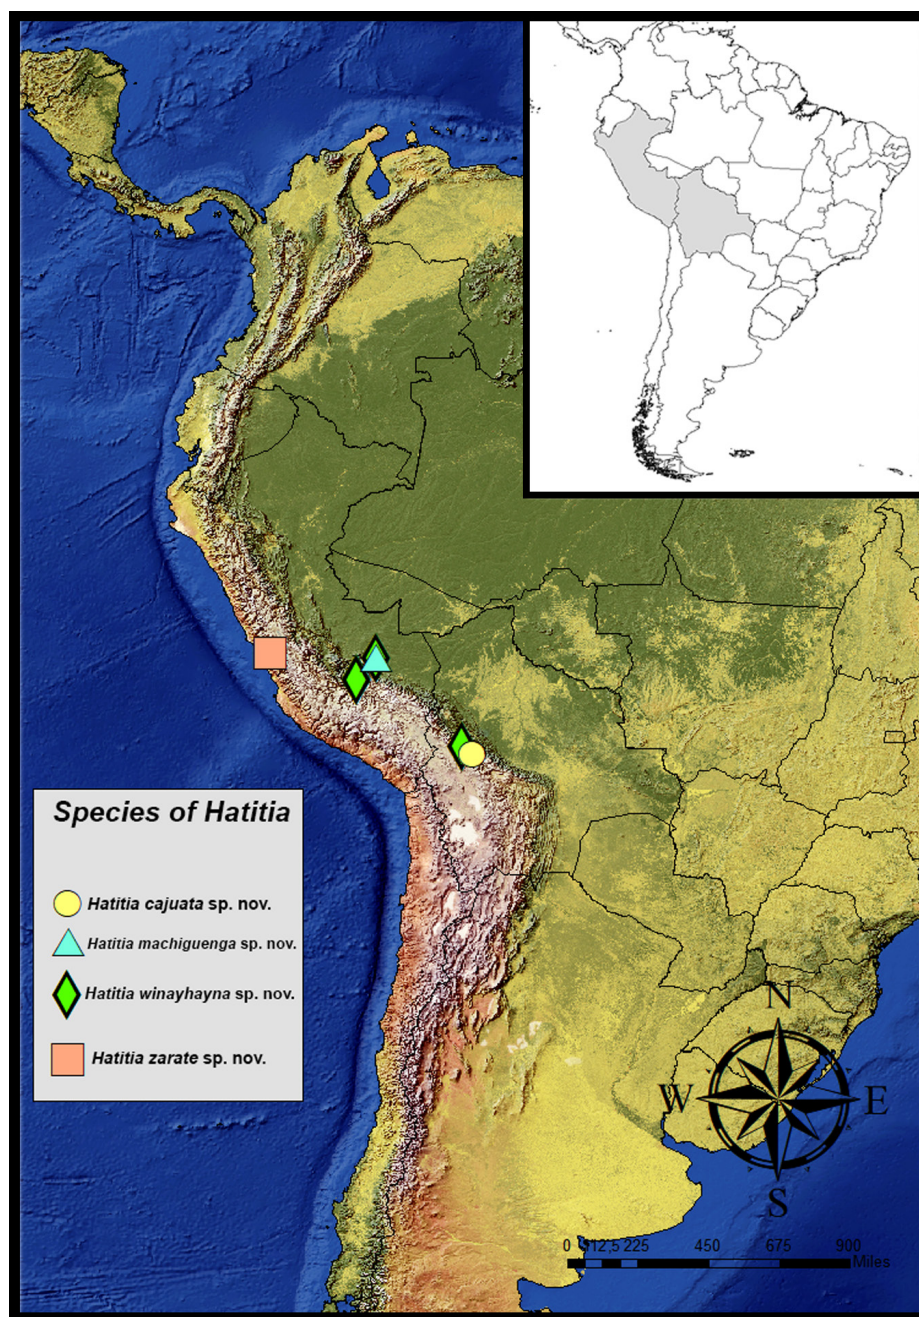 Species of Hatitia
Hatitia cajuata sp. nov.
Hatitia machiguenga sp. nov.
Hatitia winayhayna sp. nov.
Hatitia zarate sp. nov.
N
W E
S
0 112,5 225 450 675 900
Miles